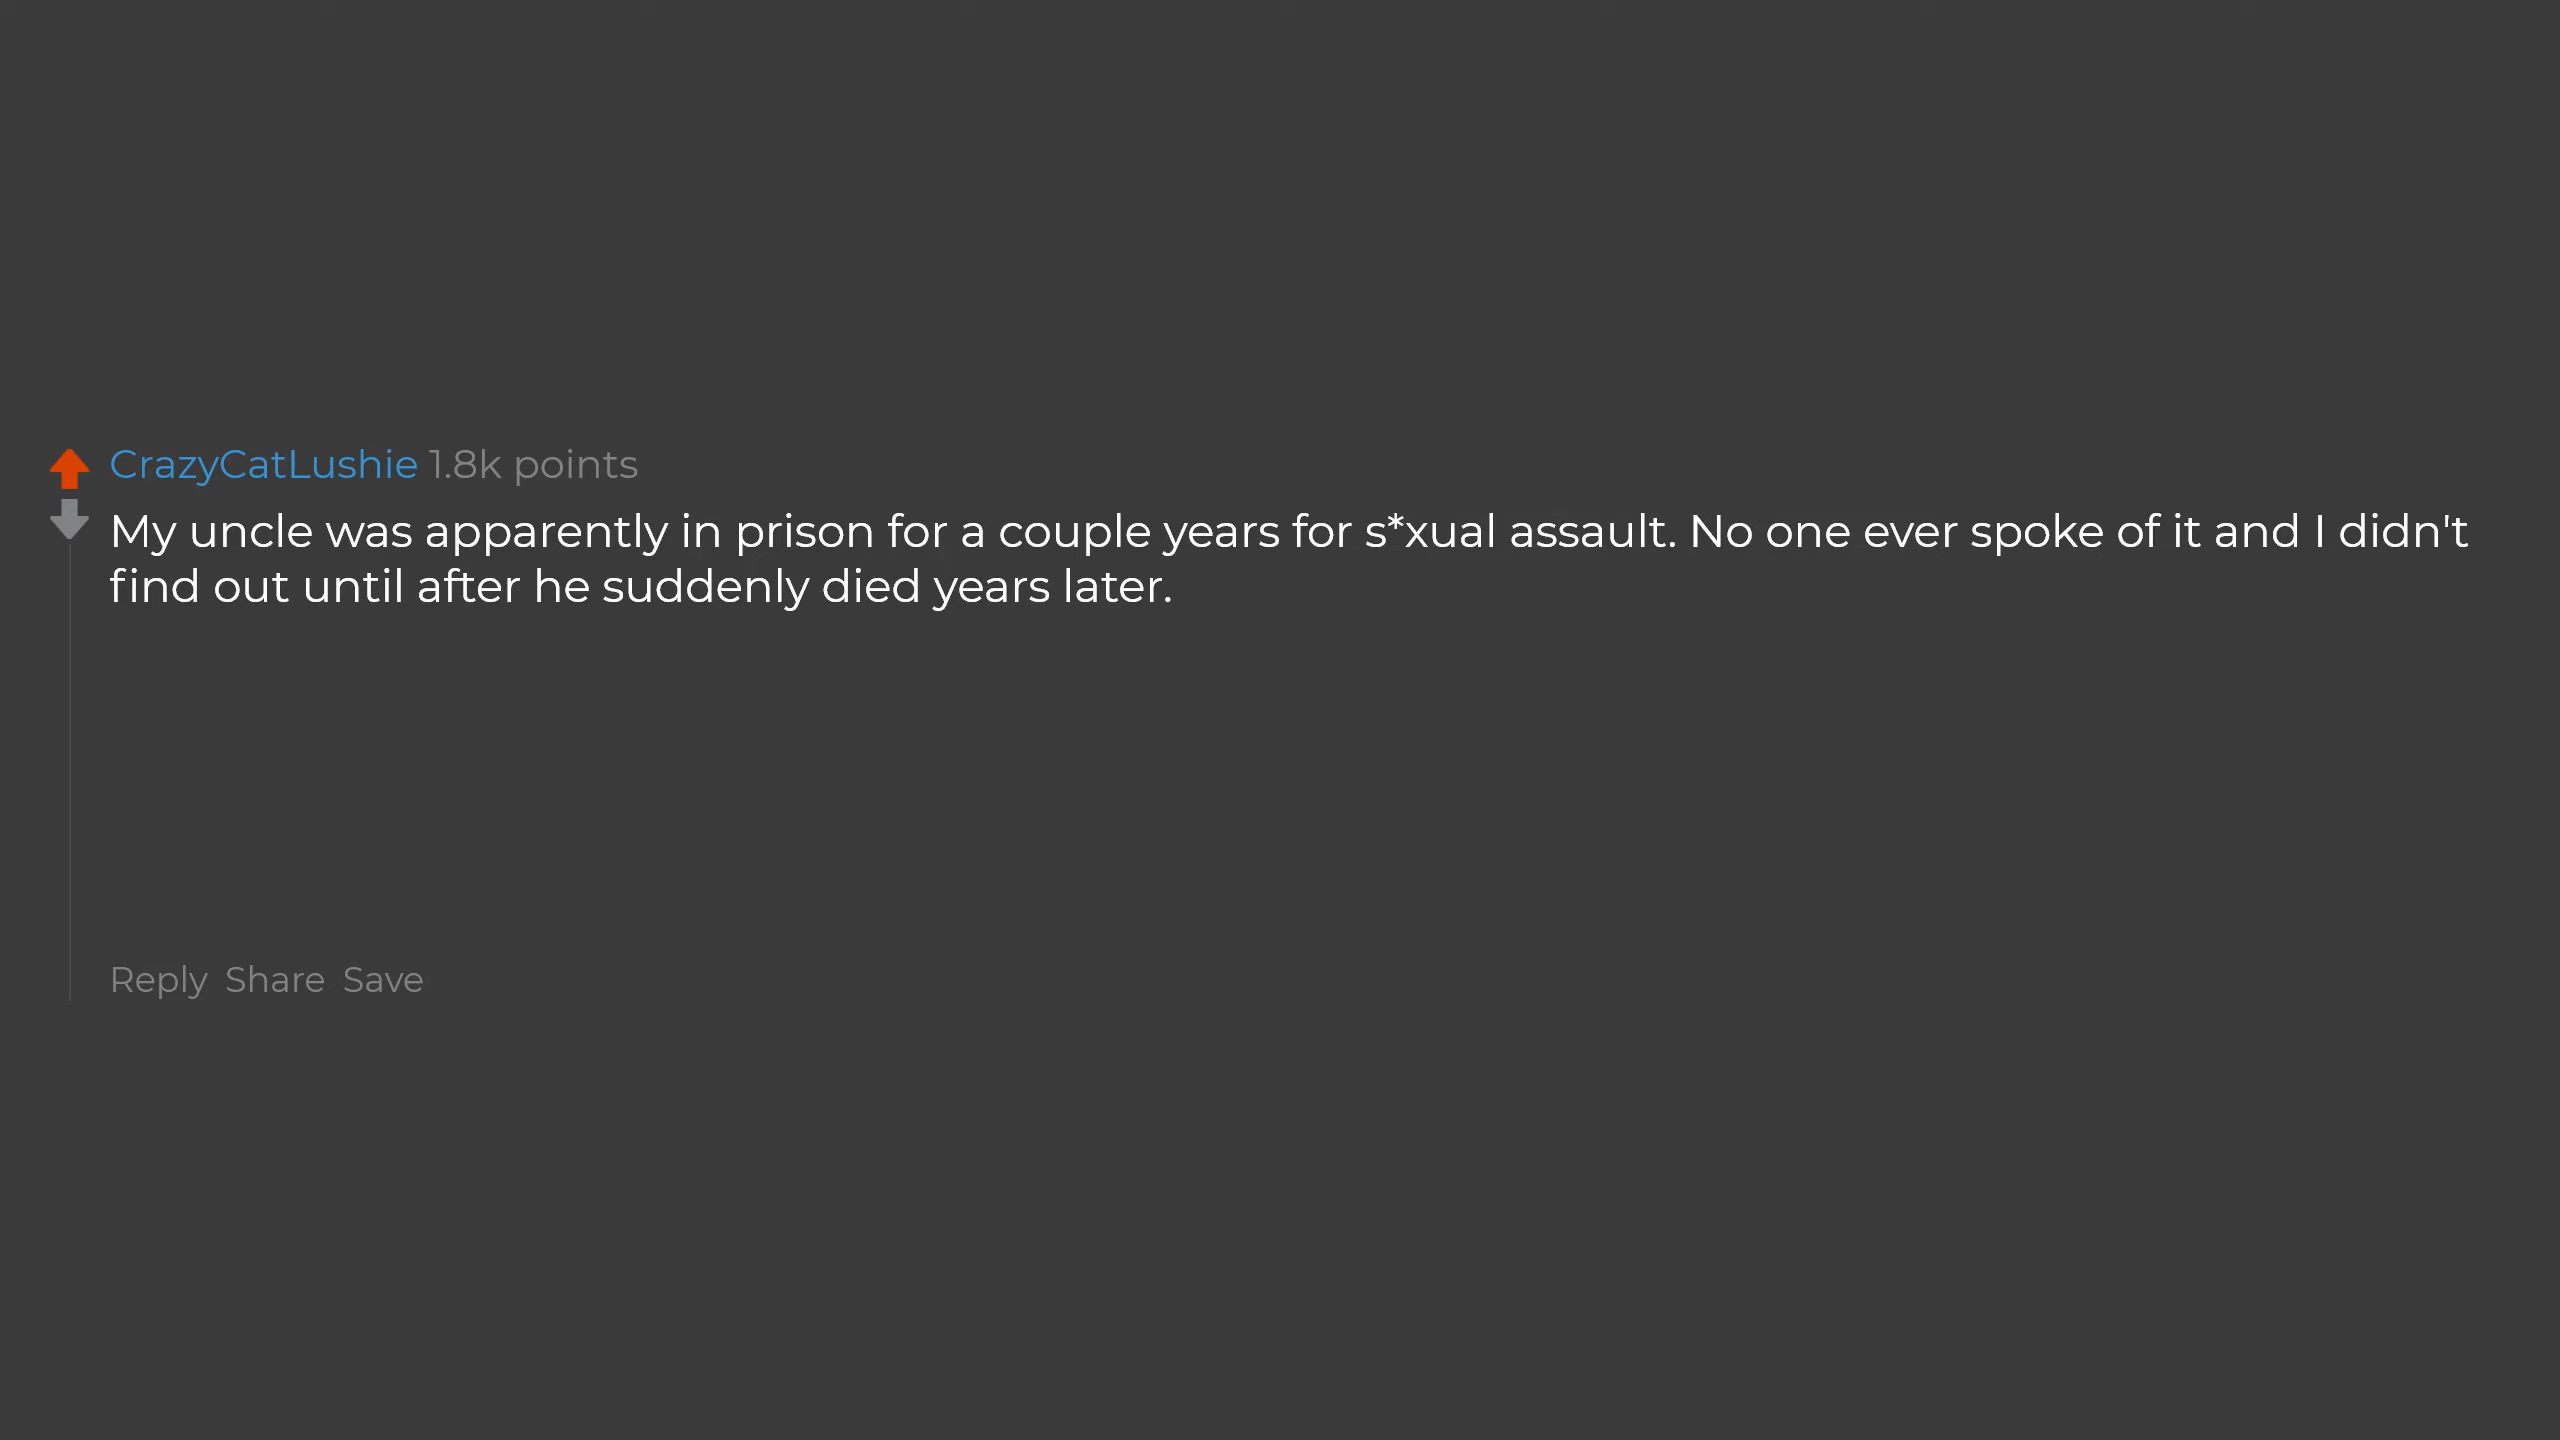 CrazyCatLushie 1.8k points
My uncle was apparently in prison for a couple years for s*xual assault. No one ever spoke of it and I didn't
find out until after he suddenly died years later.
Reply Share Save